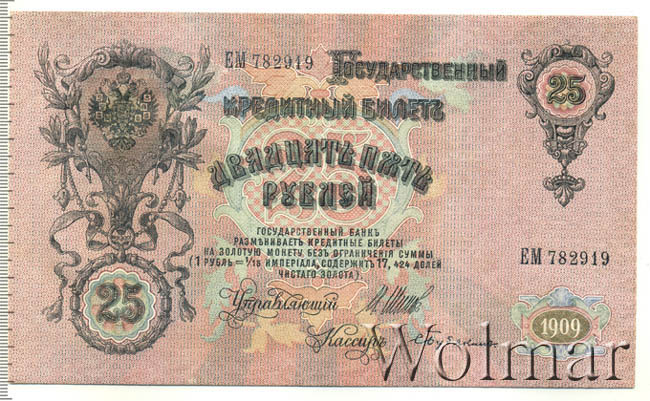 ЕМ 782919
ГОСУДАРСТВЕННЫЙ
25
КРЕДИТНЫЙ БИЛЕТЪ
ДВАДЦАТЬ ПЯТЬ
РУБЛЕЙ
ГОСУДАРСТВЕННЫЙ БАНКЪ
РАЗМѢНИВАЕТЪ КРЕДИТНЫЕ БИЛЕТЫ
НА ЗОЛОТУЮ МОНЕТУ БЕЗЪ ОГРАНИЧЕНІЯ СУММЫ
(1 РУБЛЬ = 1/15 ИМПЕРІАЛА, СОДЕРЖИТЪ 17,424 ДОЛЕЙ
ЧИСТАГО ЗОЛОТА).
ЕМ 782919
25
Управляющій
Кассиръ
1909
Wolmar